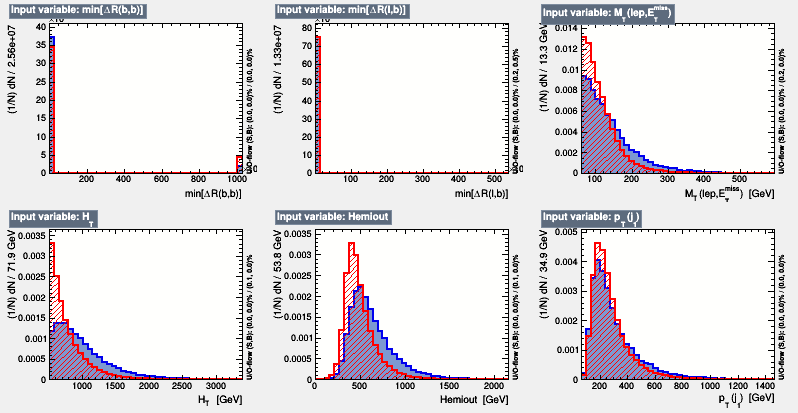 Input variable: min[ΔR(b,b)]
(1/N) dN / 2.56e+07
40
35
30
25
20
15
10
5
0
200 400 600 800 1000
min[ΔR(b,b)]
U/O-flow (S,B): (0.0, 0.0)% / (0.0, 0.0)%
Input variable: min[ΔR(l,b)]
(1/N) dN / 1.33e+07
80
70
60
50
40
30
20
10
0
100 200 300 400 500
min[ΔR(l,b)]
U/O-flow (S,B): (0.0, 0.0)% / (0.2, 0.5)%
Input variable: M_T(lep,E_T^miss)
(1/N) dN / 13.3 GeV
0.014
0.012
0.01
0.008
0.006
0.004
0.002
0
100 200 300 400 500
M_T(lep,E_T^miss) [GeV]
U/O-flow (S,B): (0.0, 0.0)% / (0.2, 0.0)%
Input variable: H_T
(1/N) dN / 71.9 GeV
0.0035
0.003
0.0025
0.002
0.0015
0.001
0.0005
0
1000 1500 2000 2500 3000
H_T [GeV]
U/O-flow (S,B): (0.0, 0.0)% / (0.1, 0.0)%
Input variable: Hemiout
(1/N) dN / 53.8 GeV
0.0035
0.003
0.0025
0.002
0.0015
0.001
0.0005
0
0 500 1000 1500 2000
Hemiout [GeV]
U/O-flow (S,B): (0.0, 0.0)% / (0.1, 0.0)%
Input variable: p_T(j_1)
(1/N) dN / 34.9 GeV
0.005
0.004
0.003
0.002
0.001
0
200 400 600 800 1000 1200 1400
p_T(j_1) [GeV]
U/O-flow (S,B): (0.0, 0.0)% / (0.0, 0.0)%